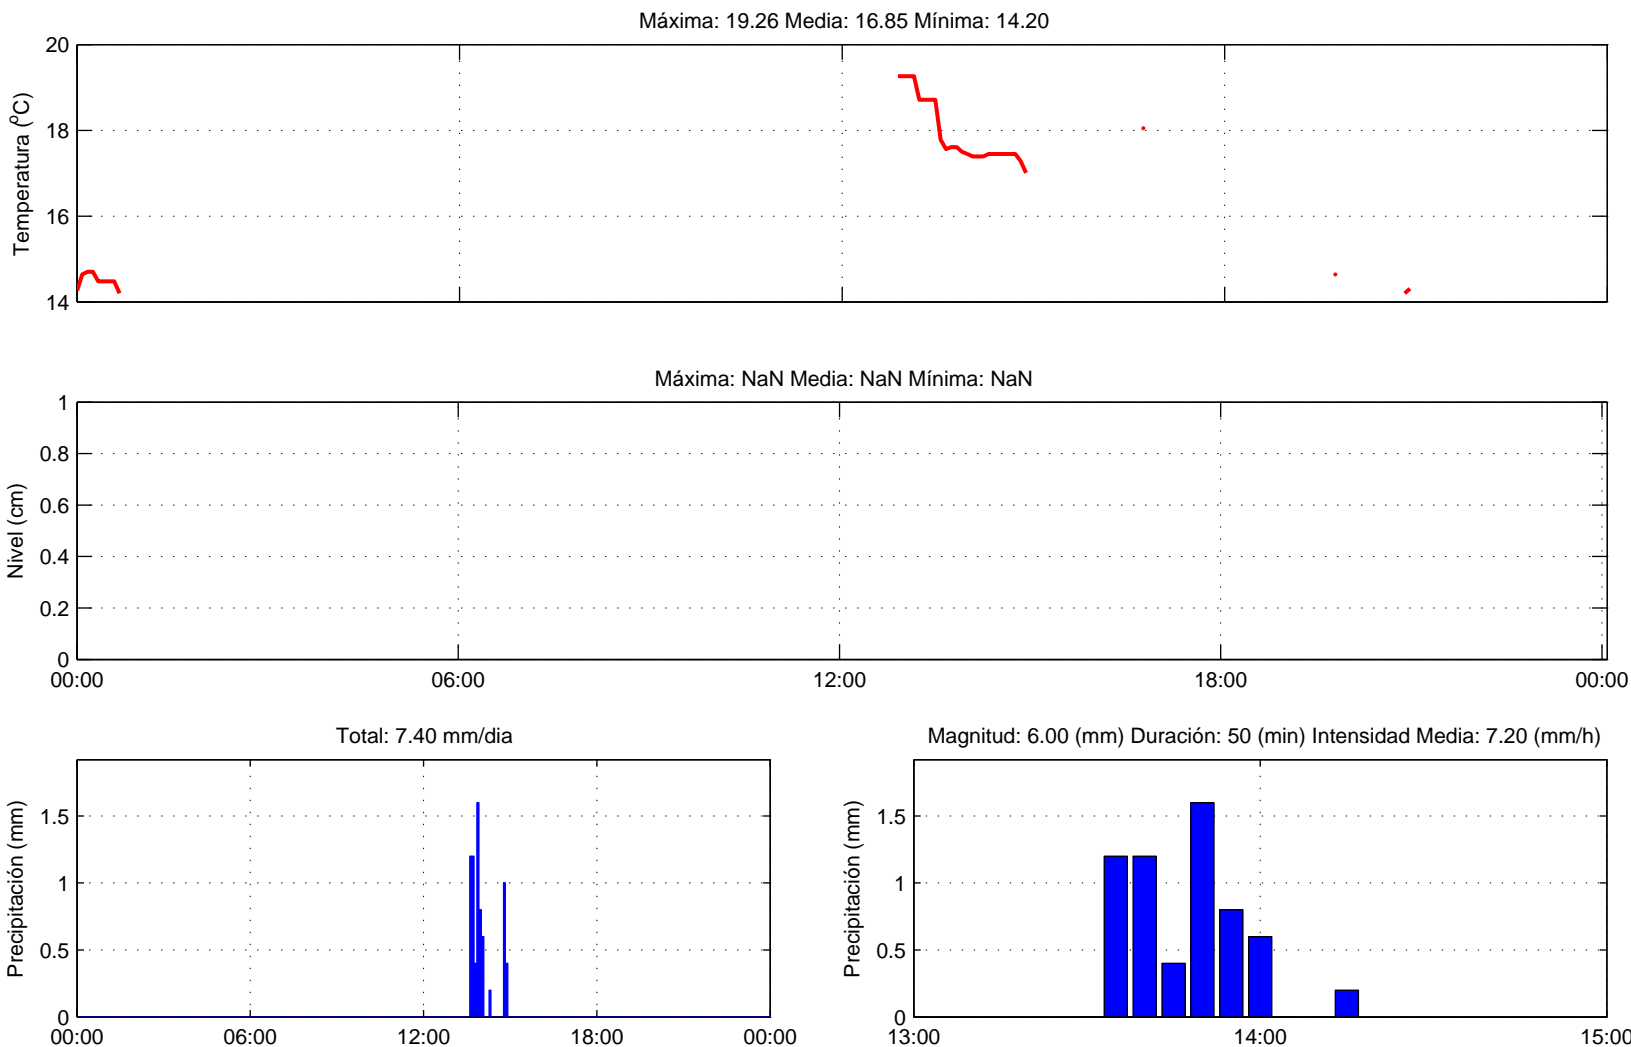 Máxima: 19.26 Media: 16.85 Mínima: 14.20
Temperatura (ºC)
20
18
16
14
Máxima: NaN Media: NaN Mínima: NaN
Nivel (cm)
1
0.8
0.6
0.4
0.2
0
00:00 06:00 12:00 18:00 00:00
Total: 7.40 mm/dia
Precipitación (mm)
1.5
1
0.5
0
00:00 06:00 12:00 18:00 00:00
Magnitud: 6.00 (mm) Duración: 50 (min) Intensidad Media: 7.20 (mm/h)
Precipitación (mm)
1.5
1
0.5
0
13:00 14:00 15:00